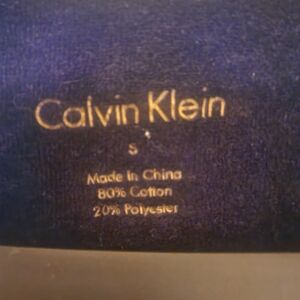 Calvin Klein
S
Made In China
80% Cotton
20% Polyester